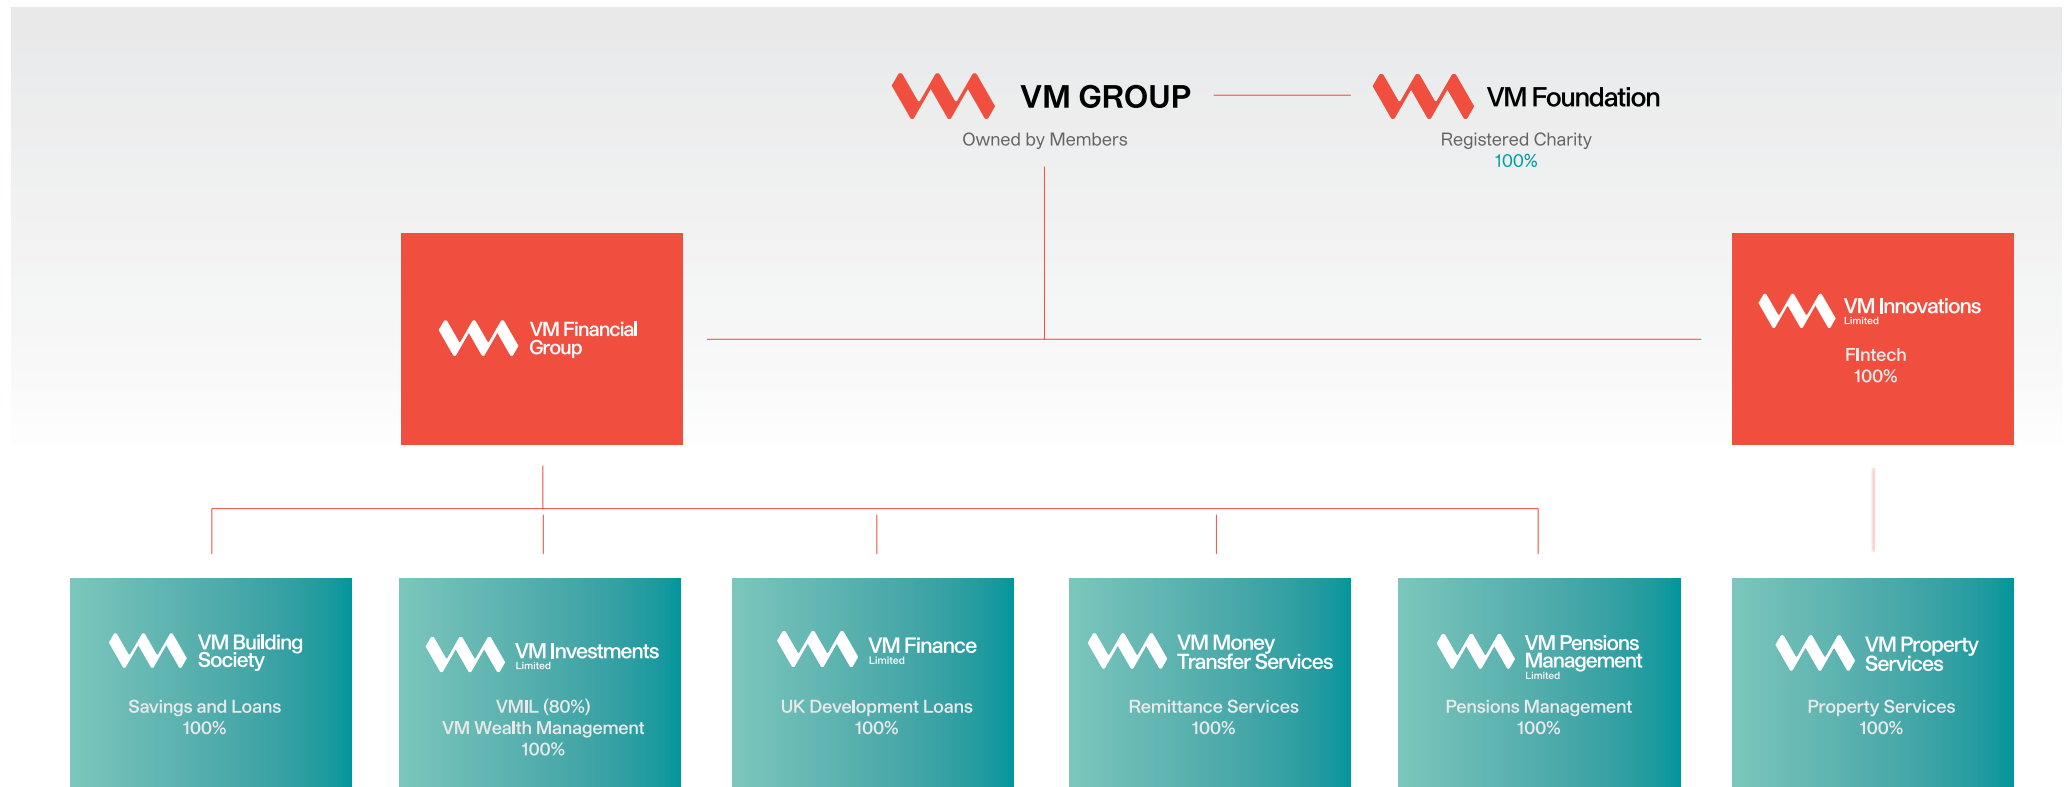 VM GROUP
Owned by Members
VM Foundation
Registered Charity
100%
VM Financial
Group
VM Innovations
Limited
FIntech
100%
VM Building
Society
Savings and Loans
100%
VM Investments
Limited
VMIL (80%)
VM Wealth Management
100%
VM Finance
Limited
UK Development Loans
100%
VM Money
Transfer Services
Remittance Services
100%
VM Pensions
Management
Limited
Pensions Management
100%
VM Property
Services
Property Services
100%